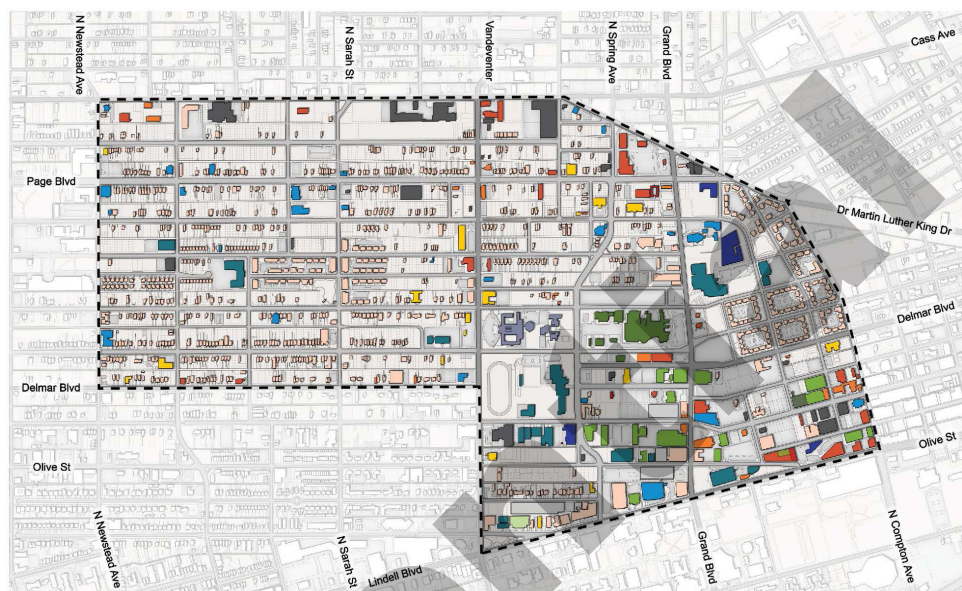 N Newstead Ave
N Sarah St
Vandeventer
N Spring Ave
Grand Blvd
Cass Ave
Page Blvd
Dr Martin Luther King Dr
Delmar Blvd
Delmar Blvd
Olive St
Olive St
N Newstead Ave
N Sarah St
Lindell Blvd
Grand Blvd
N Compton Ave